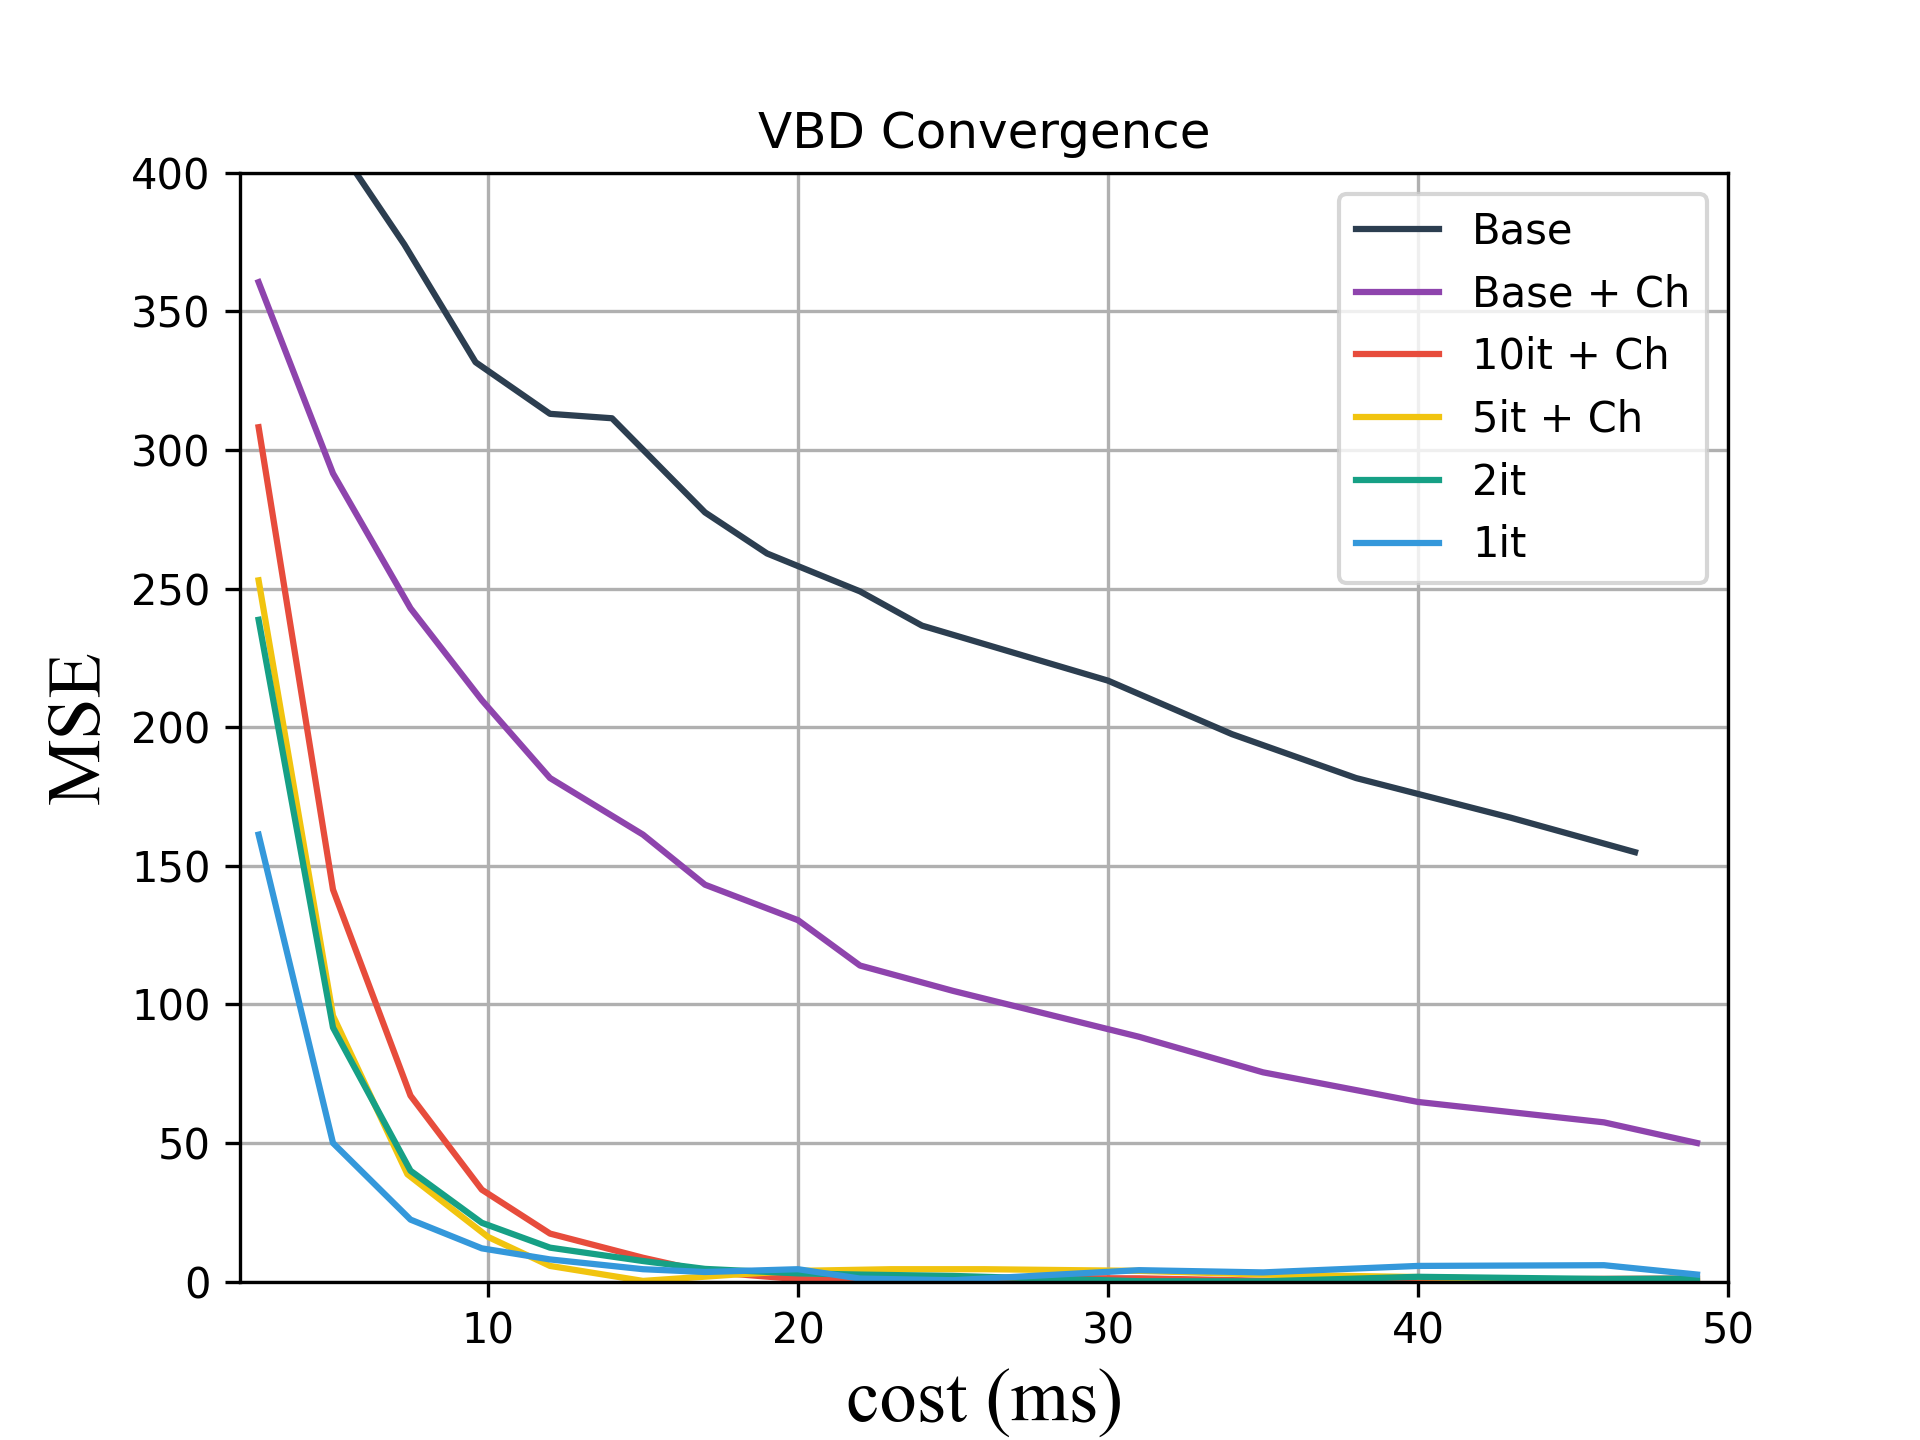 VBD Convergence
400
350
300
250
200
150
100
50
0
MSE
10 20 30 40 50
cost (ms)
Base
Base + Ch
10it + Ch
5it + Ch
2it
1it